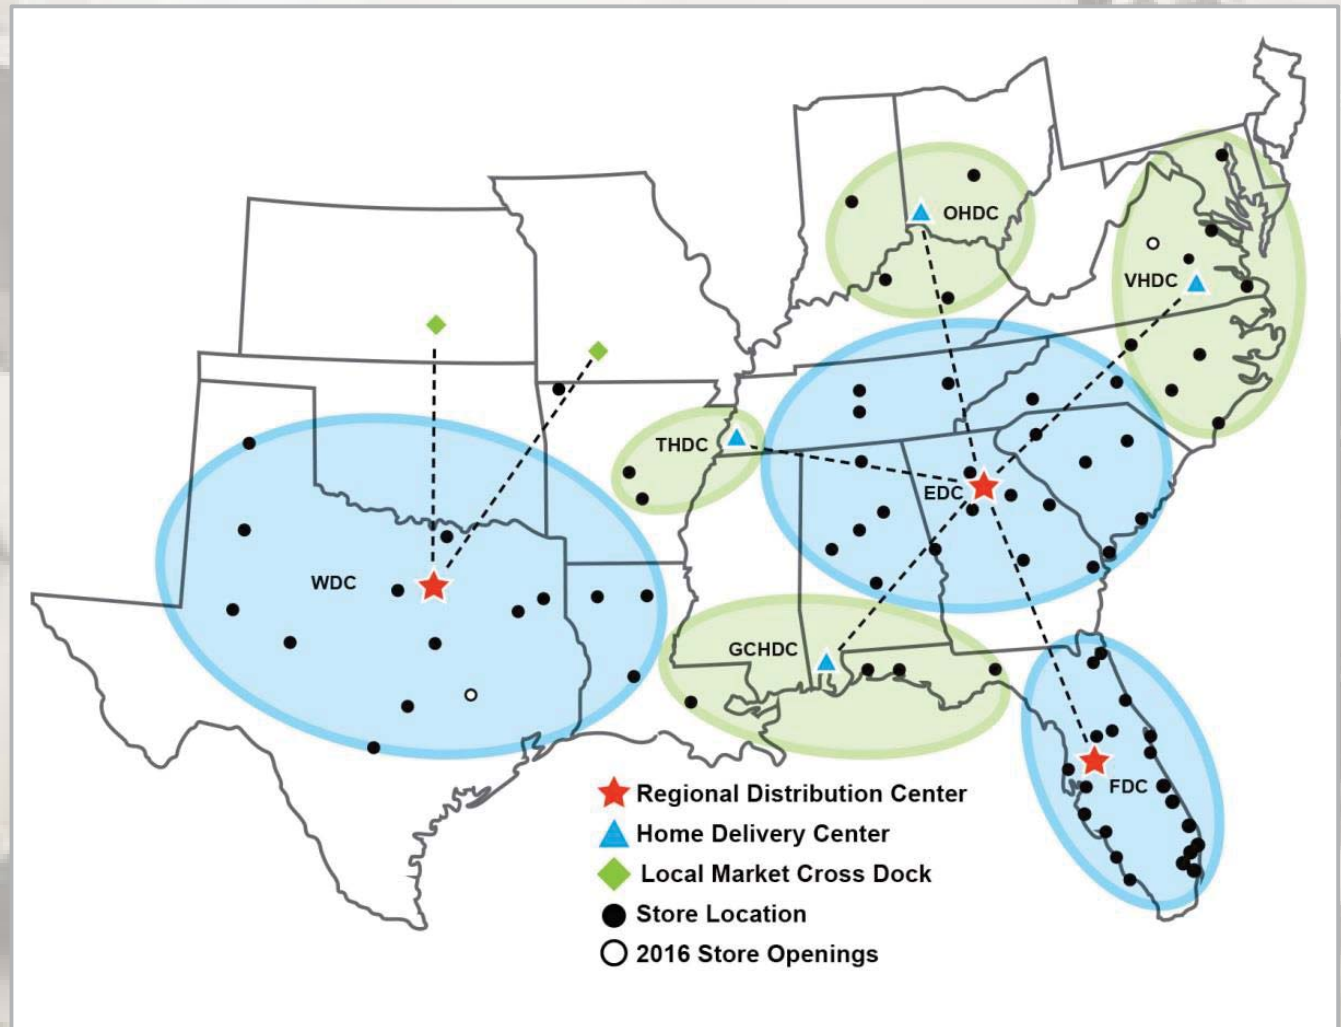 OHDC
VHDC
THDC
EDC
WDC
GCHDC
FDC
Regional Distribution Center
Home Delivery Center
Local Market Cross Dock
Store Location
2016 Store Openings